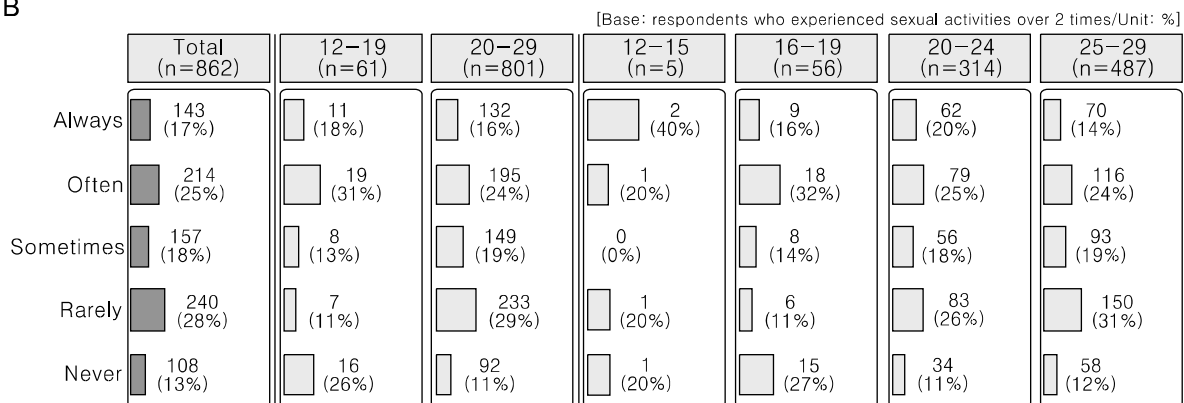 B
[Base: respondents who experienced sexual activities over 2 times/Unit: %]
Total 12-19 20-29 12-15 16-19 20-24 25-29
(n=862) (n=61) (n=801) (n=5) (n=56) (n=314) (n=487)
Always 143 11 132 2 9 62 70
(17%) (18%) (16%) (40%) (16%) (20%) (14%)
Often 214 19 195 1 18 79 116
(25%) (31%) (24%) (20%) (32%) (25%) (24%)
Sometimes 157 8 149 0 8 56 93
(18%) (13%) (19%) (0%) (14%) (18%) (19%)
Rarely 240 7 233 1 6 83 150
(28%) (11%) (29%) (20%) (11%) (26%) (31%)
Never 108 16 92 1 15 34 58
(13%) (26%) (11%) (20%) (27%) (11%) (12%)